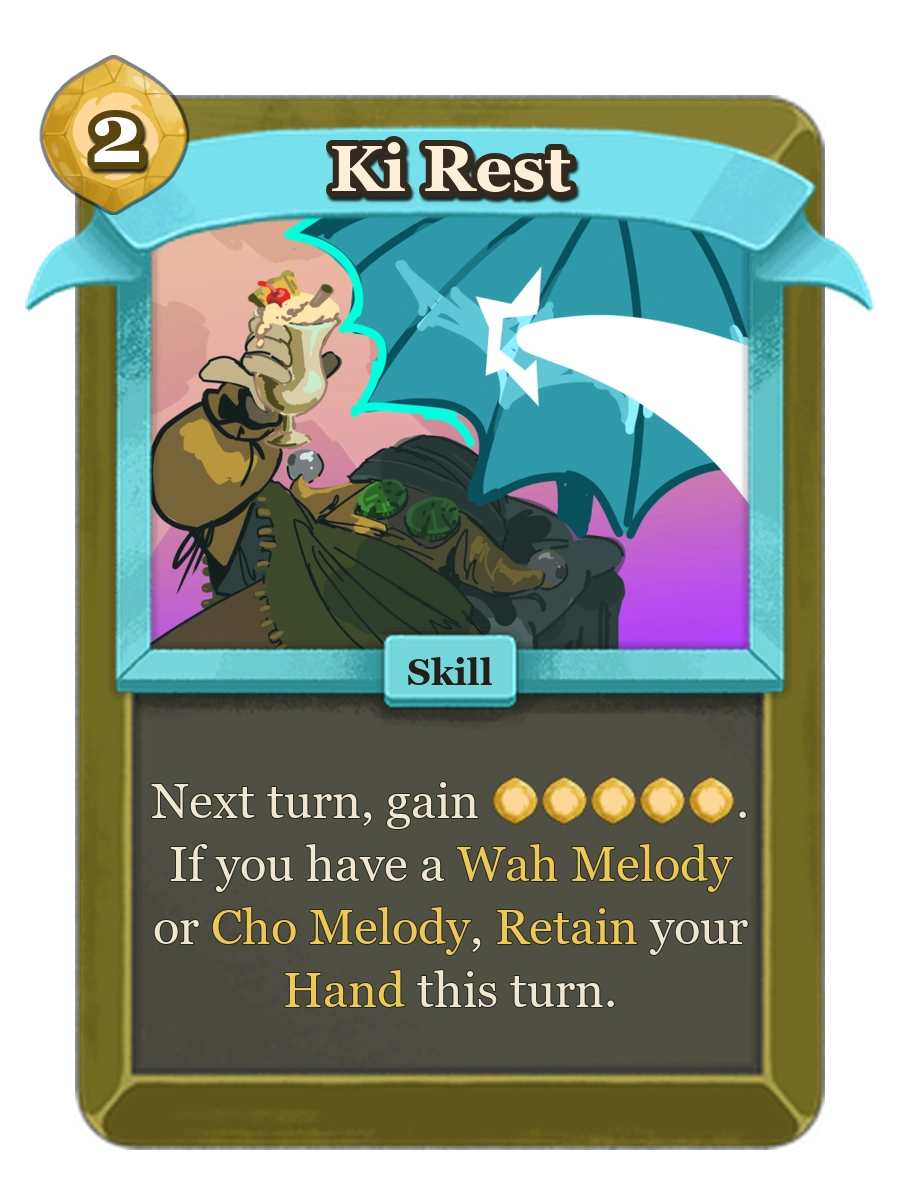 2
Ki Rest
Skill
Next turn, gain .
If you have a Wah Melody
or Cho Melody, Retain your
Hand this turn.